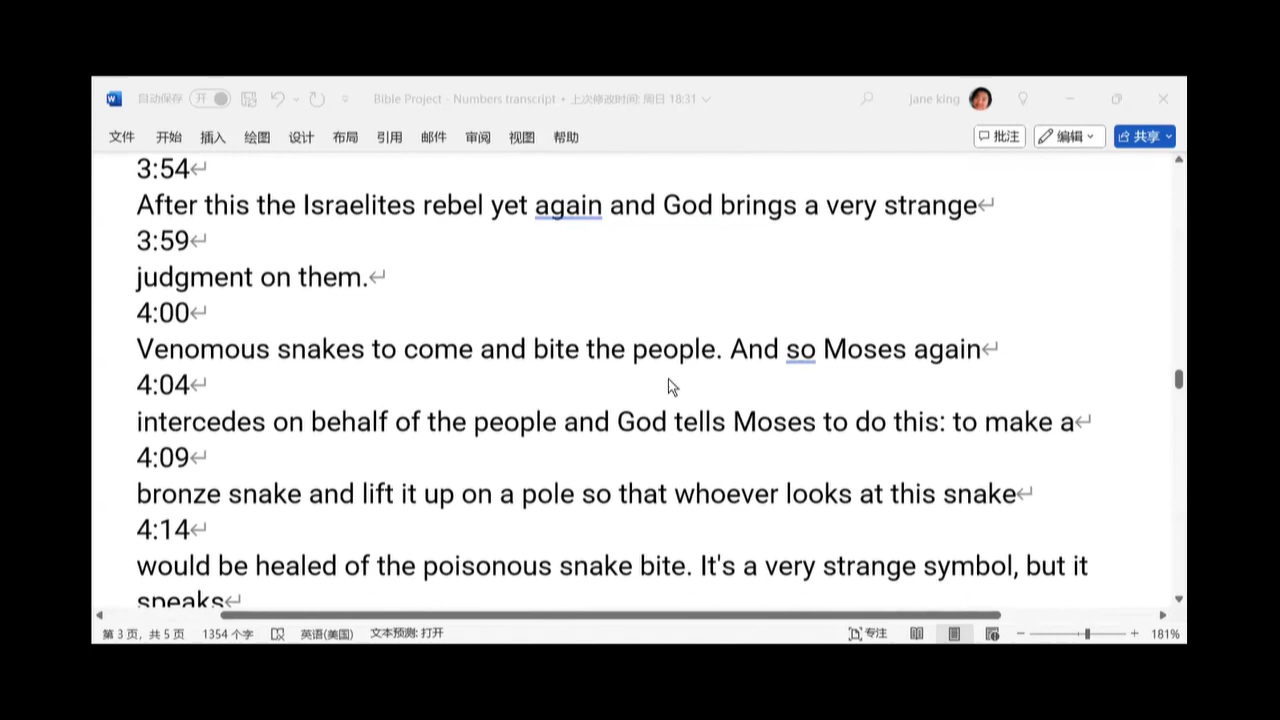 自动保存 开 Bible Project - Numbers transcript • 上次修改时间: 周日 18:31 jane king
文件 开始 插入 绘图 设计 布局 引用 邮件 审阅 视图 帮助 批注 编辑 共享
3:54
After this the Israelites rebel yet again and God brings a very strange
3:59
judgment on them.
4:00
Venomous snakes to come and bite the people. And so Moses again
4:04
intercedes on behalf of the people and God tells Moses to do this: to make a
4:09
bronze snake and lift it up on a pole so that whoever looks at this snake
4:14
would be healed of the poisonous snake bite. It's a very strange symbol, but it
speaks
第 3 页，共 5 页 1354 个字 英语(美国) 文本预测: 打开 专注 181%